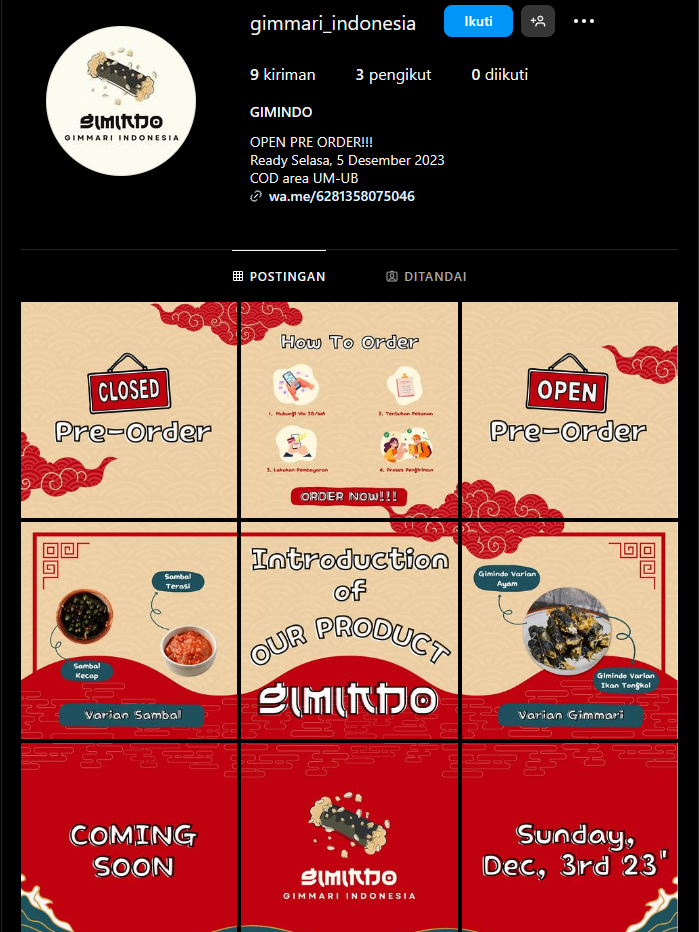 gimmari_indonesia
Ikuti
9 kiriman 3 pengikut 0 diikuti
GIMINDO
OPEN PRE ORDER!!!
Ready Selasa, 5 Desember 2023
COD area UM-UB
wa.me/6281358075046
GIMINDO
GIMMARI INDONESIA
POSTINGAN
DITANDAI
CLOSED
Pre-Order
How To Order
1. Hubungi Via IG/WA
2. Tentukan Pesanan
3. Lakukan Pembayaran
4. Proses Pengiriman
ORDER NOW!!!
OPEN
Pre-Order
Sambal
Terasi
Sambal
Kecap
Varian Sambal
Introduction
of
OUR PRODUCT
GIMINDO
Gimindo Varian
Ayam
Gimindo Varian
Ikan Tongkol
Varian Gimmari
COMING
SOON
GIMINDO
GIMMARI INDONESIA
Sunday,
Dec, 3rd 23'